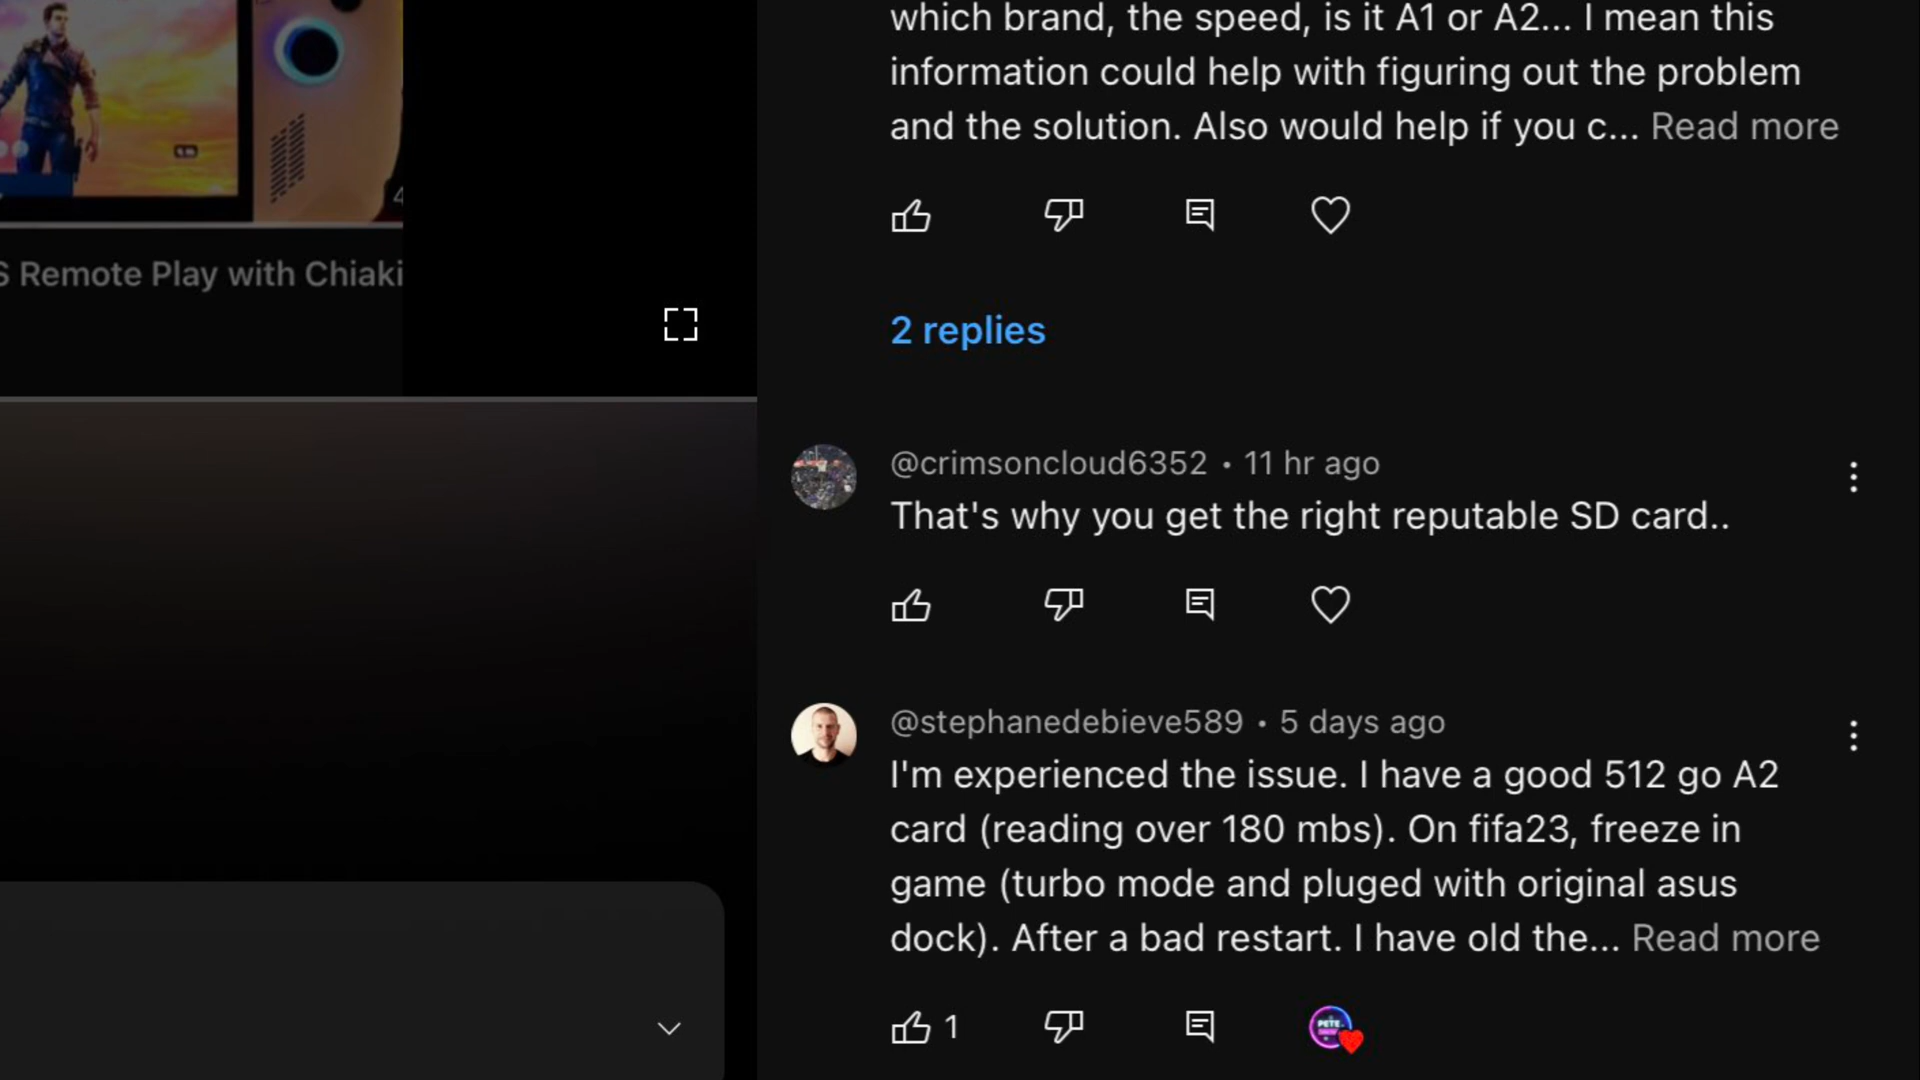 which brand, the speed, is it A1 or A2... I mean this
information could help with figuring out the problem
and the solution. Also would help if you c... Read more
S Remote Play with Chiaki
2 replies
@crimsoncloud6352 • 11 hr ago
That's why you get the right reputable SD card..
@stephanedebieve589 • 5 days ago
I'm experienced the issue. I have a good 512 go A2
card (reading over 180 mbs). On fifa23, freeze in
game (turbo mode and pluged with original asus
dock). After a bad restart. I have old the... Read more
1
PETE